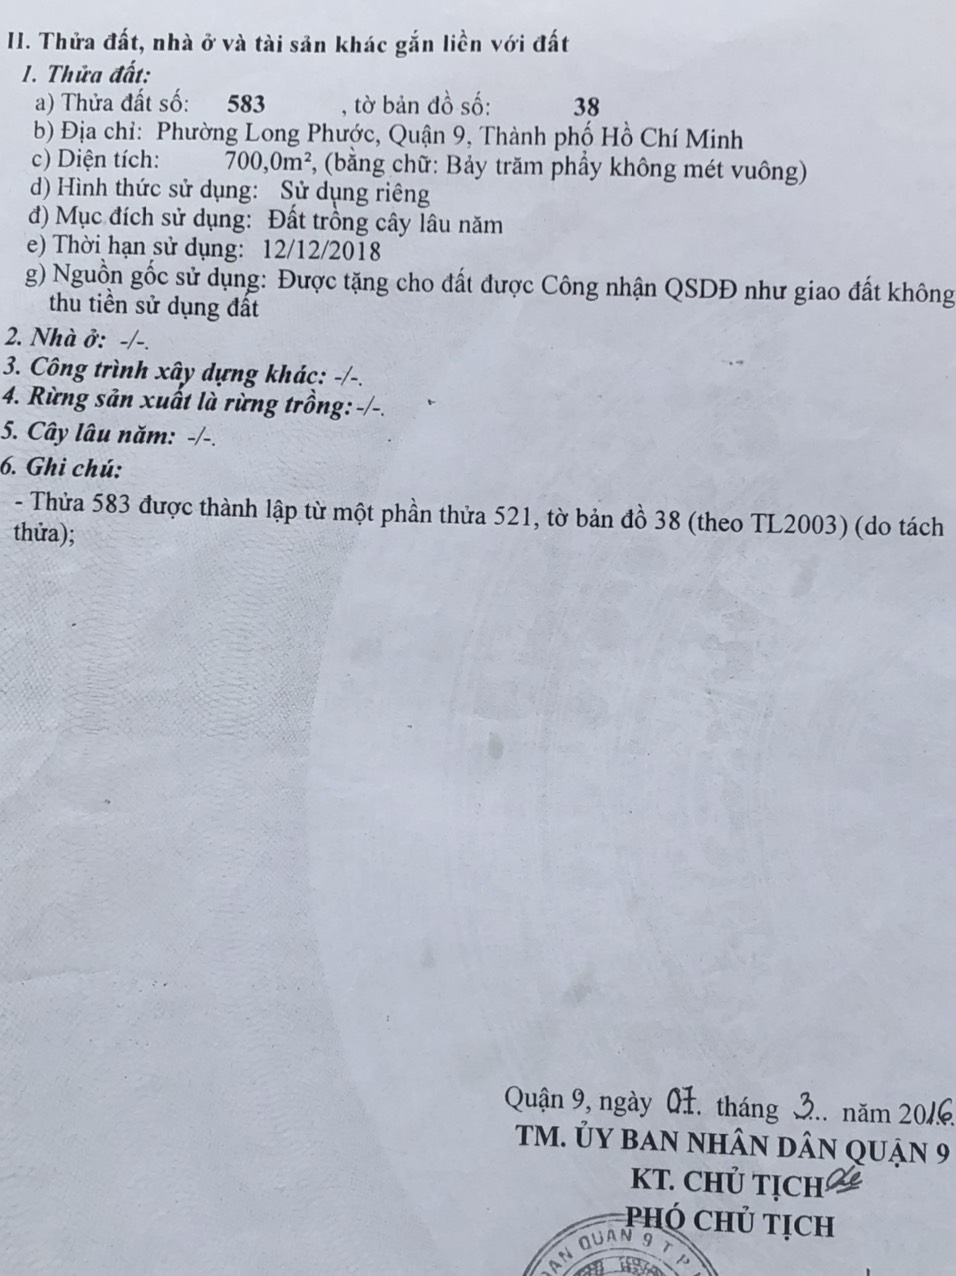 II. Thửa đất, nhà ở và tài sản khác gắn liền với đất
1. Thửa đất:
a) Thửa đất số: 583 , tờ bản đồ số: 38
b) Địa chỉ: Phường Long Phước, Quận 9, Thành phố Hồ Chí Minh
c) Diện tích: 700,0m², (bằng chữ: Bảy trăm phẩy không mét vuông)
d) Hình thức sử dụng: Sử dụng riêng
đ) Mục đích sử dụng: Đất trồng cây lâu năm
e) Thời hạn sử dụng: 12/12/2018
g) Nguồn gốc sử dụng: Được tặng cho đất được Công nhận QSDĐ như giao đất không
thu tiền sử dụng đất
2. Nhà ở: -/-.
3. Công trình xây dựng khác: -/-.
4. Rừng sản xuất là rừng trồng: -/-.
5. Cây lâu năm: -/-.
6. Ghi chú:
- Thửa 583 được thành lập từ một phần thửa 521, tờ bản đồ 38 (theo TL2003) (do tách
thửa);
Quận 9, ngày 07. tháng 3... năm 2016.
TM. ỦY BAN NHÂN DÂN QUẬN 9
KT. CHỦ TỊCH
PHÓ CHỦ TỊCH
QUẬN 9 T P